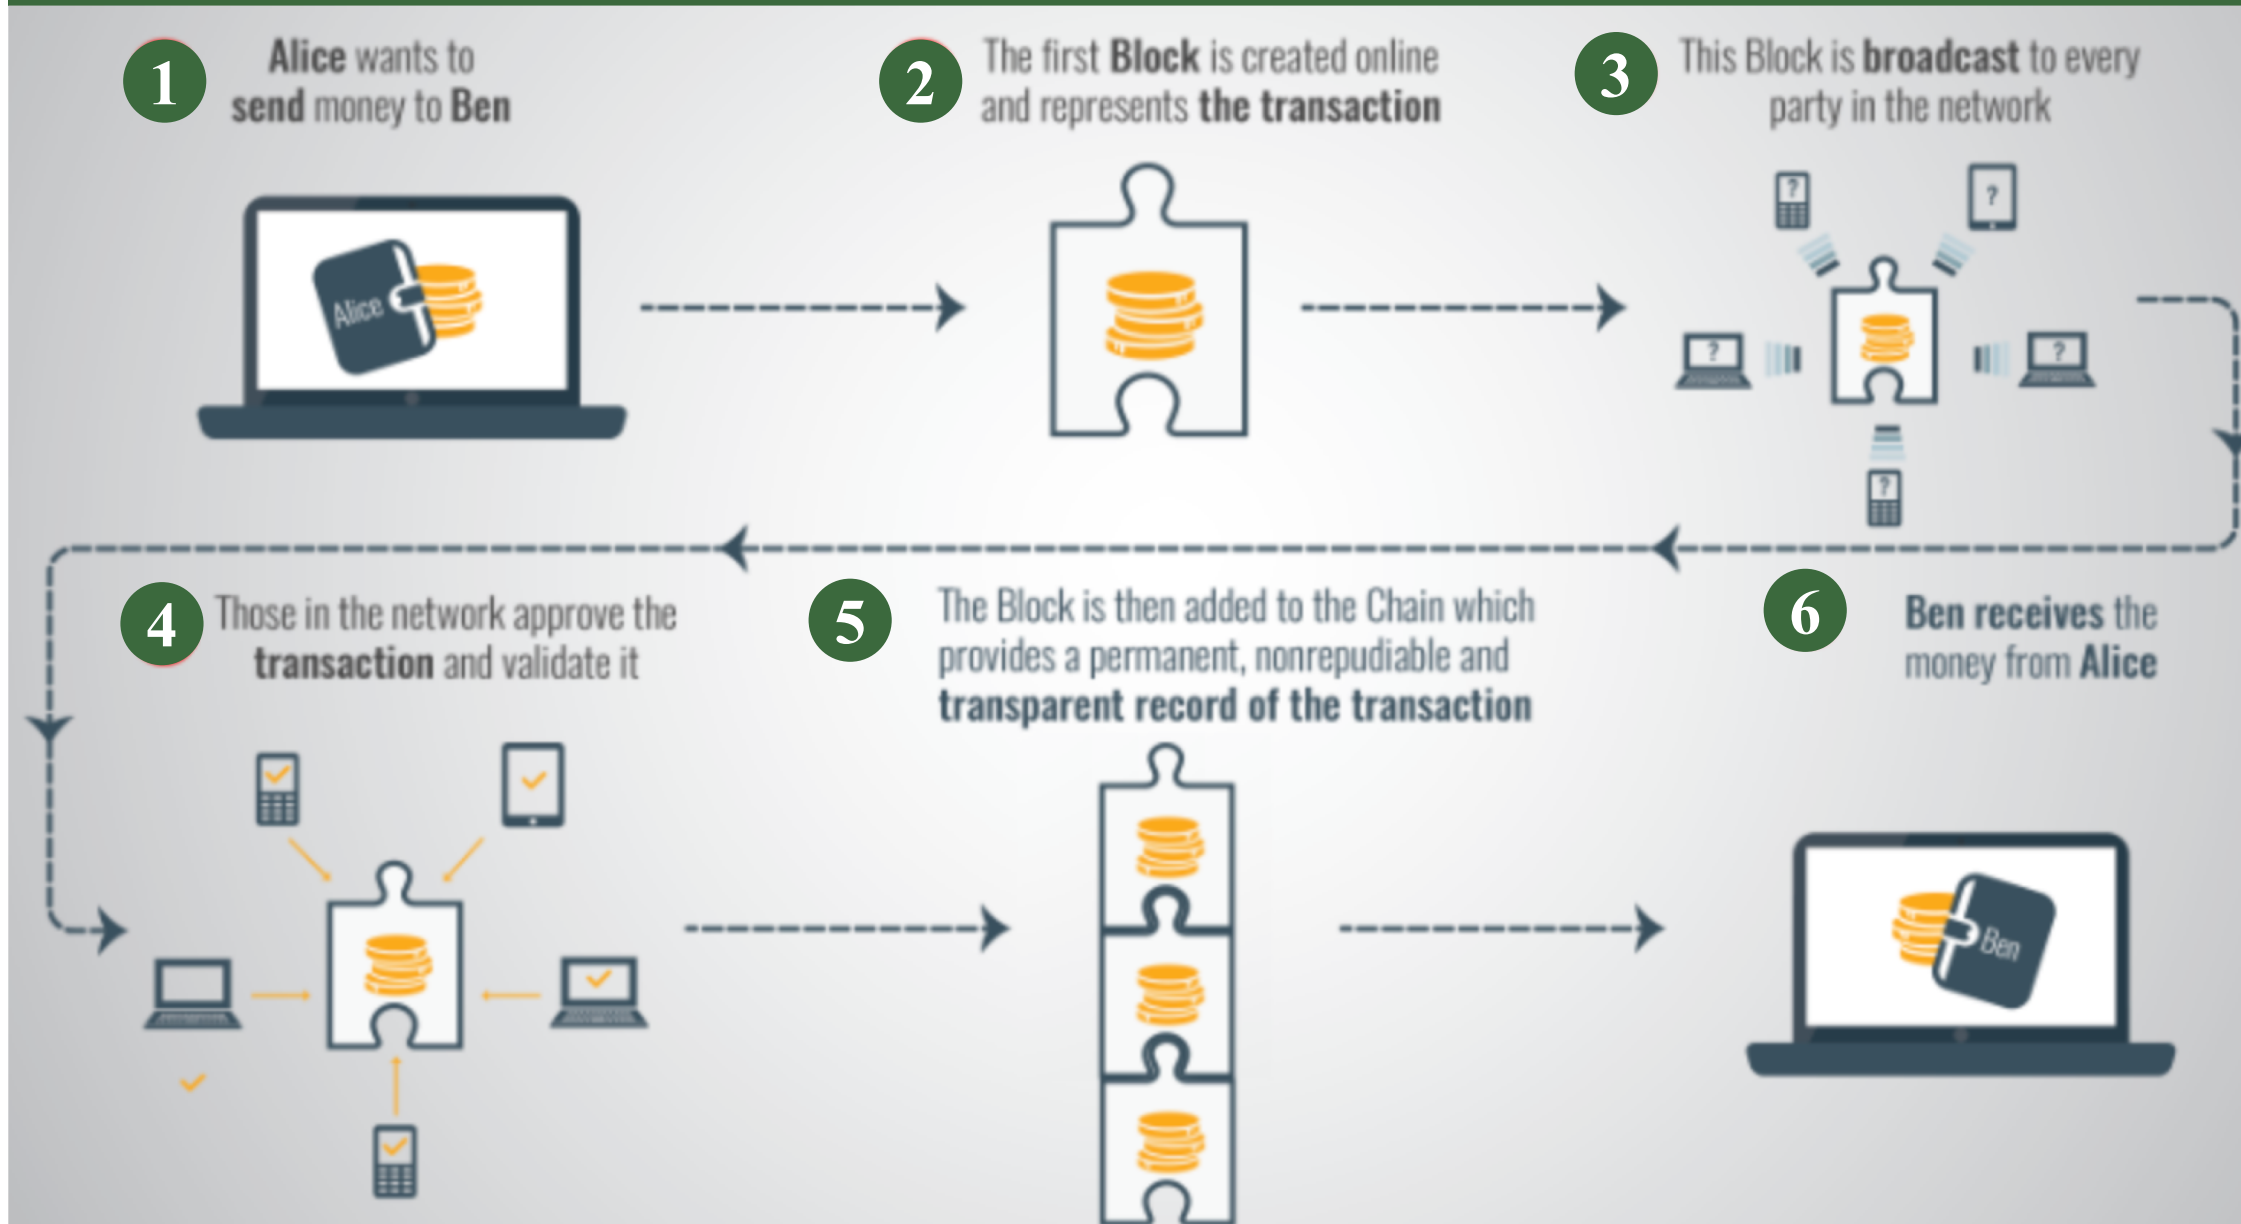 1
Alice wants to
send money to Ben
2
The first Block is created online
and represents the transaction
3
This Block is broadcast to every
party in the network
Alice
?
?
?
?
?
4
Those in the network approve the
transaction and validate it
5
The Block is then added to the Chain which
provides a permanent, nonrepudiable and
transparent record of the transaction
6
Ben receives the
money from Alice
Ben